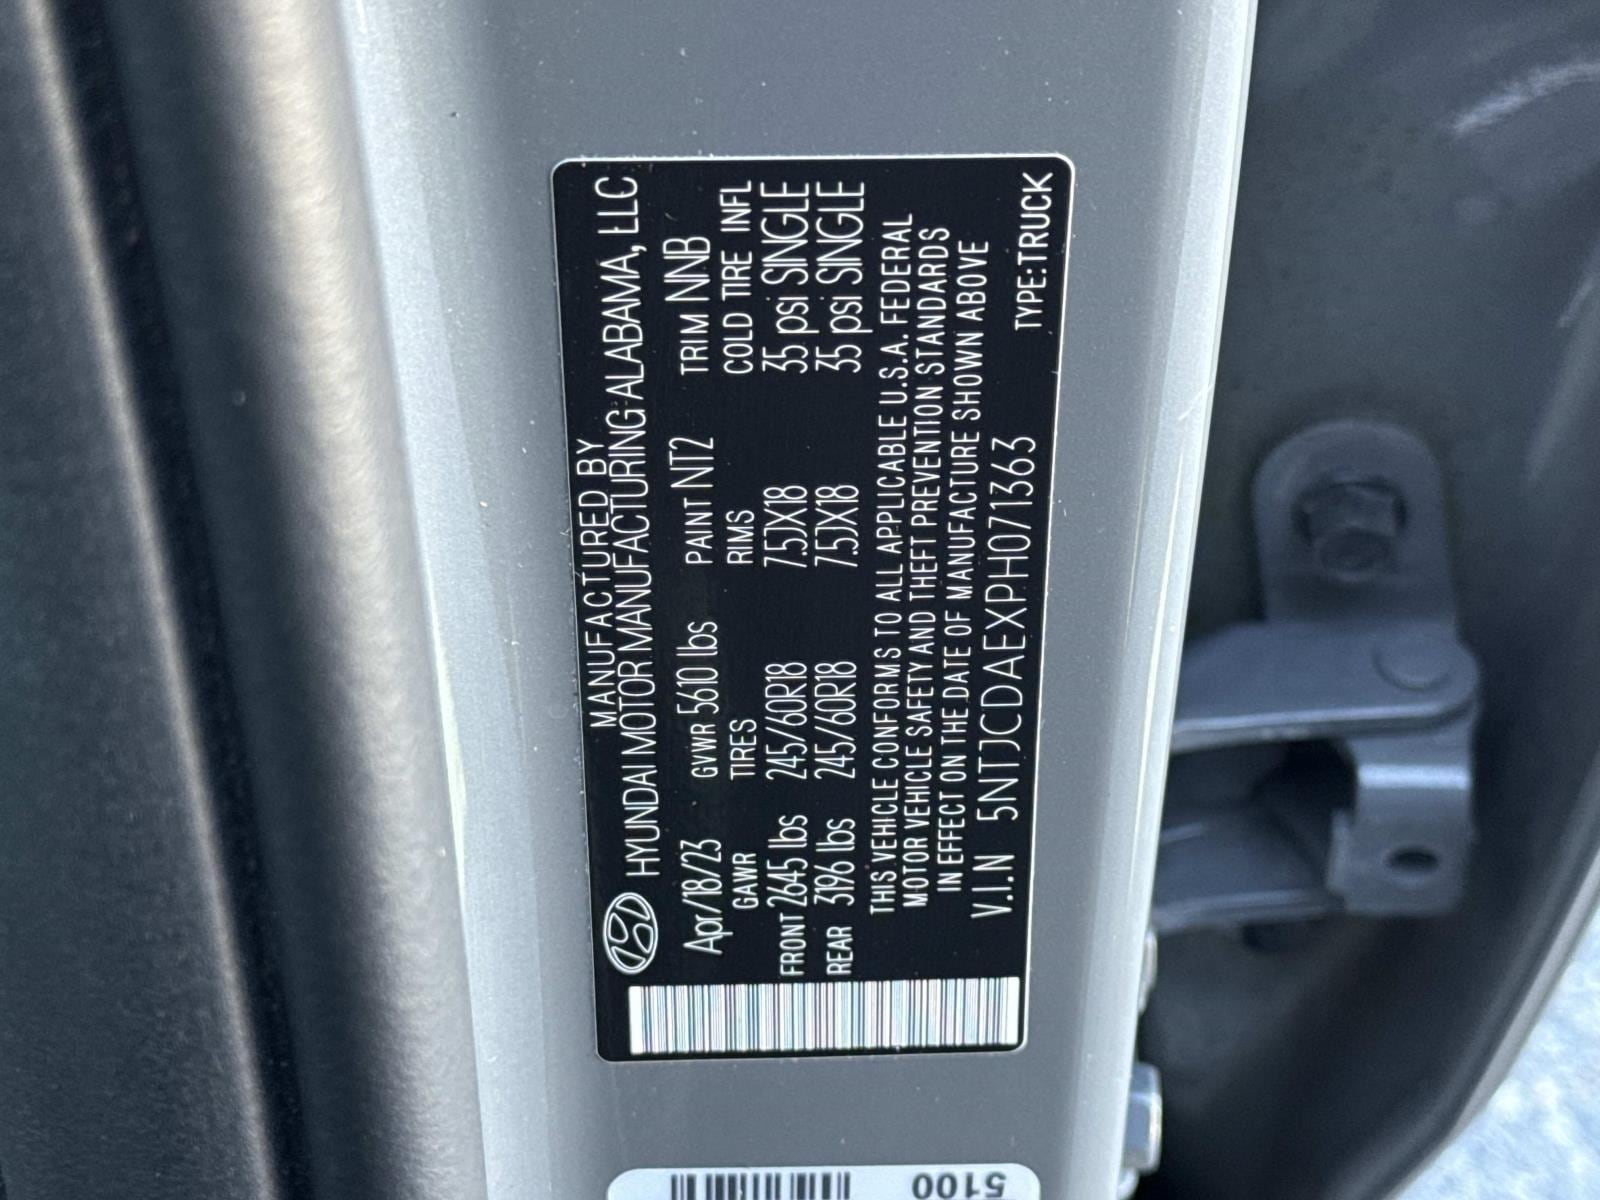 MANUFACTURED BY
HYUNDAI MOTOR MANUFACTURING ALABAMA, LLC
Apr/18/23 GVWR 5610 lbs PAINT NT2 TRIM NNB
GAWR TIRES RIMS COLD TIRE INFL
FRONT 2645 lbs 245/60R18 7.5JX18 35 psi SINGLE
REAR 3196 lbs 245/60R18 7.5JX18 35 psi SINGLE
THIS VEHICLE CONFORMS TO ALL APPLICABLE U.S.A. FEDERAL
MOTOR VEHICLE SAFETY AND THEFT PREVENTION STANDARDS
IN EFFECT ON THE DATE OF MANUFACTURE SHOWN ABOVE
V.I.N 5NTJCDAEXPH071363 TYPE:TRUCK
5100